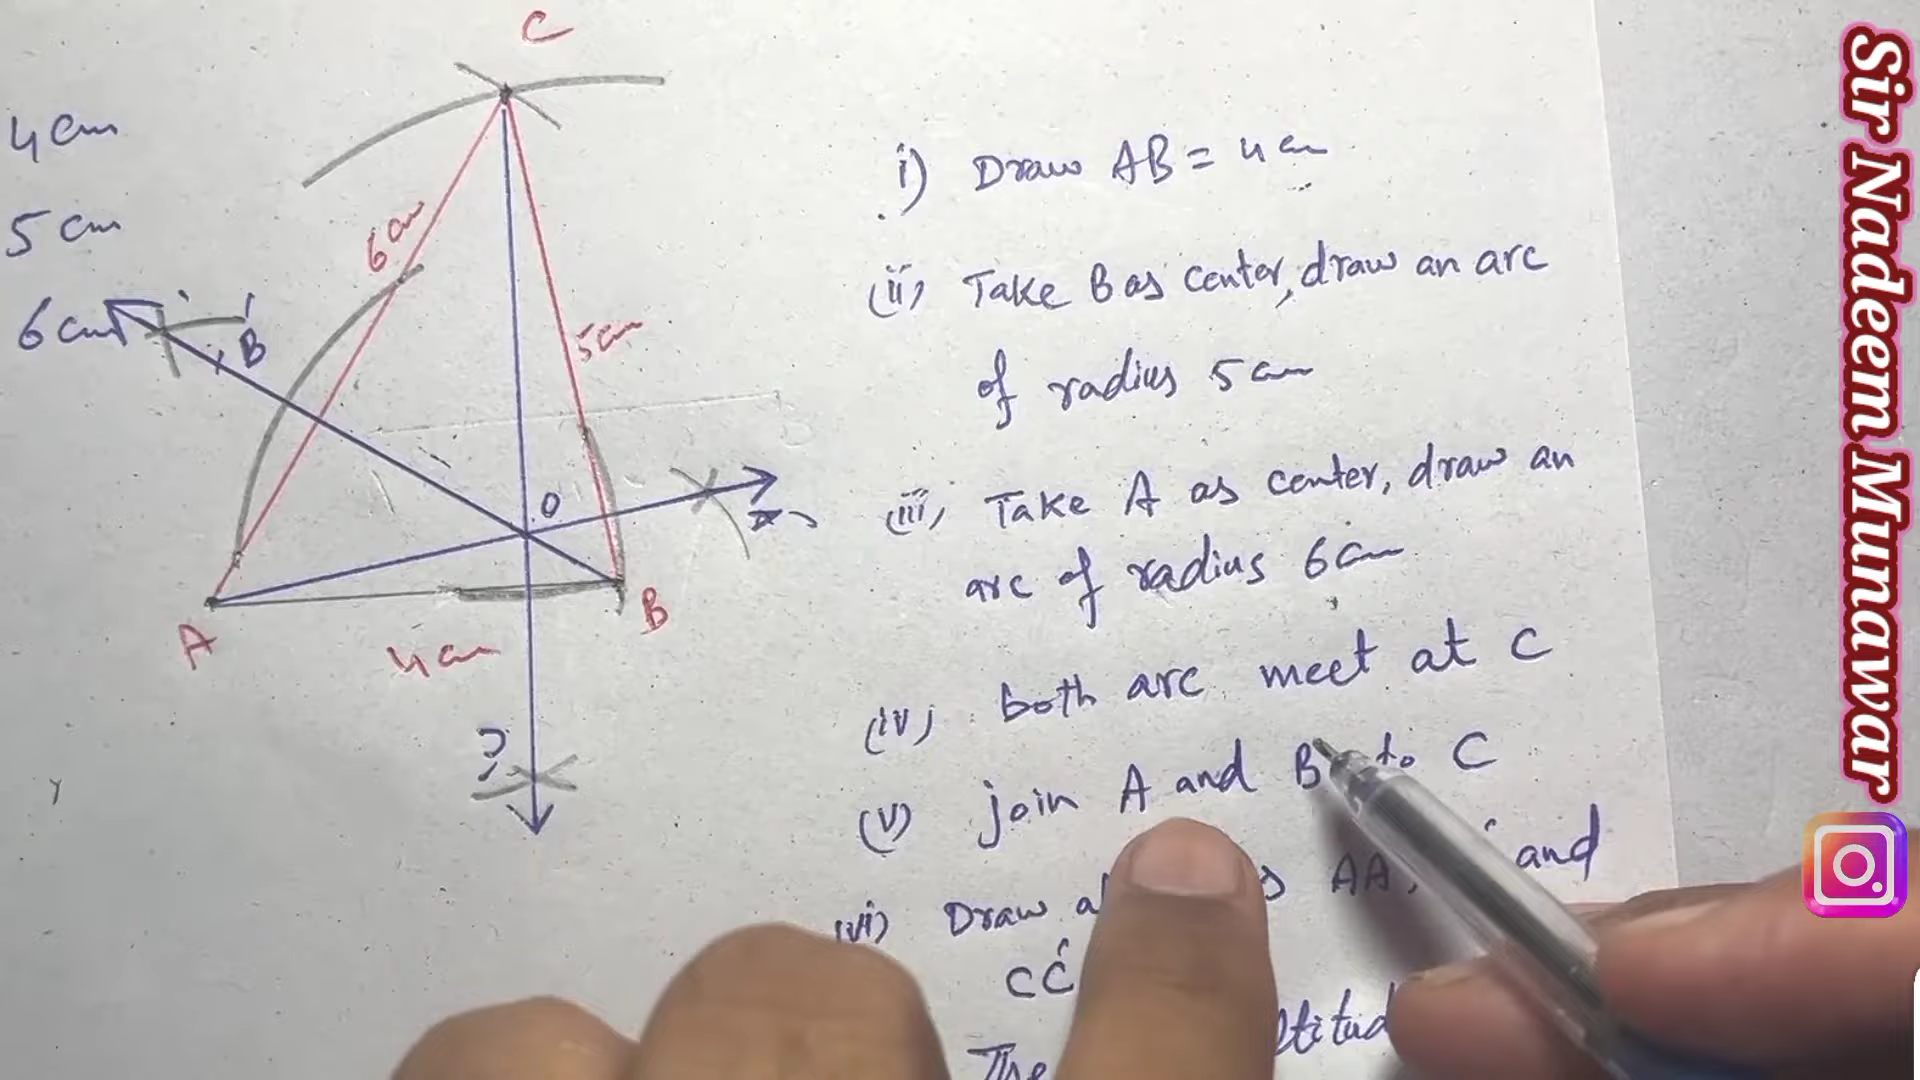 C
4cm
5cm
6cm
6cm
5cm
B'
O
A
B
4cm
i) Draw AB = 4cm
(ii) Take B as center, draw an arc
of radius 5cm
(iii) Take A as center, draw an
arc of radius 6cm
(iv) both arc meet at C
(v) join A and B to C
(vi) Draw AA, and
CC'
The
Sir Nadeem Munawar